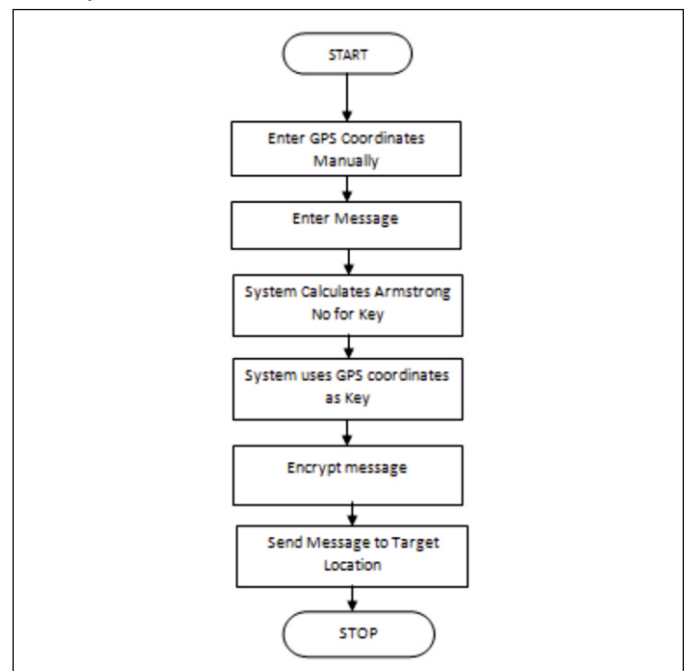 START
Enter GPS Coordinates
Manually
Enter Message
System Calculates Armstrong
No for Key
System uses GPS coordinates
as Key
Encrypt message
Send Message to Target
Location
STOP